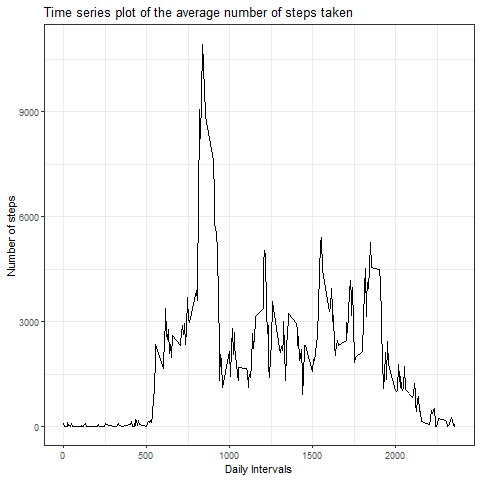 Time series plot of the average number of steps taken
Number of steps
9000
6000
3000
0
0 500 1000 1500 2000
Daily Intervals